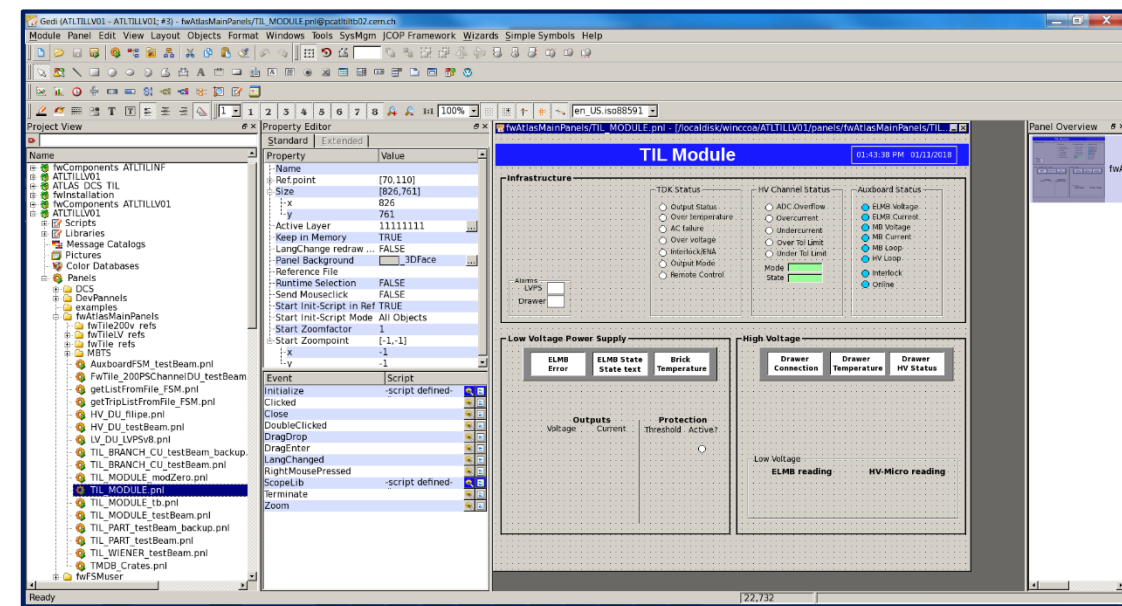 Gedi (ATLTILLV01 - ATLTILLV01; #3) - fwAtlasMainPanels/TIL_MODULE.pnl@pcatltiltb02.cern.ch
Module Panel Edit View Layout Objects Format Windows Tools SysMgm JCOP Framework Wizards Simple Symbols Help
1 1 2 3 4 5 6 7 8 1:1 100% en_US.iso88591
Project View
Name
fwComponents_ATLTILINF
ATLTILLV01
ATLAS_DCS_TIL
fwInstallation
fwComponents_ATLTILLV01
ATLTILLV01
Scripts
Libraries
Message Catalogs
Pictures
Color Databases
Panels
DCS
DevPannels
examples
fwAtlasMainPanels
fwTile200v_refs
fwTileLV_refs
fwTile_refs
MBTS
AuxboardFSM_testBeam.pnl
FwTile_200PSChannelDU_testBeam
getListFromFile_FSM.pnl
getTripListFromFile_FSM.pnl
HV_DU_filipe.pnl
HV_DU_testBeam.pnl
LV_DU_LVPSv8.pnl
TIL_BRANCH_CU_testBeam_backup.
TIL_BRANCH_CU_testBeam.pnl
TIL_MODULE_modZero.pnl
TIL_MODULE.pnl
TIL_MODULE_tb.pnl
TIL_MODULE_testBeam.pnl
TIL_PART_testBeam_backup.pnl
TIL_PART_testBeam.pnl
TIL_WIENER_testBeam.pnl
TMDB_Crates.pnl
fwFSMuser
Ready
Property Editor
Standard Extended
Property Value
Name
Ref.point [70,110]
Size [826,761]
x 826
y 761
Active Layer 11111111
Keep in Memory TRUE
LangChange redraw ... FALSE
Panel Background _3DFace
Reference File
Runtime Selection FALSE
Send Mouseclick FALSE
Start Init-Script in Ref TRUE
Start Init-Script Mode All Objects
Start Zoomfactor 1
Start Zoompoint [-1,-1]
x -1
y -1
Event Script
Initialize -script defined-
Clicked
Close
DoubleClicked
DragDrop
DragEnter
LangChanged
RightMousePressed
ScopeLib -script defined-
Terminate
Zoom
fwAtlasMainPanels/TIL_MODULE.pnl - [/localdisk/winccoa/ATLTILLV01/panels/fwAtlasMainPanels/TIL...
TIL Module
01:43:38 PM 01/11/2018
Infrastructure
Alarms
LVPS
Drawer
TDK Status
Output Status
Over temperature
AC failure
Over voltage
Interlock/ENA
Output Mode
Remote Control
HV Channel Status
ADC Overflow
Overcurrent
Undercurrent
Over Tol Limit
Under Tol Limit
Mode
State
Auxboard Status
ELMB Voltage
ELMB Current
MB Voltage
MB Current
MB Loop
HV Loop
Interlock
Online
Low Voltage Power Supply
ELMB Error
ELMB State State text
Brick Temperature
Outputs
Voltage Current
Protection
Threshold Active?
High Voltage
Drawer Connection
Drawer Temperature
Drawer HV Status
Low Voltage
ELMB reading HV-Micro reading
22,732
Panel Overview
fwA